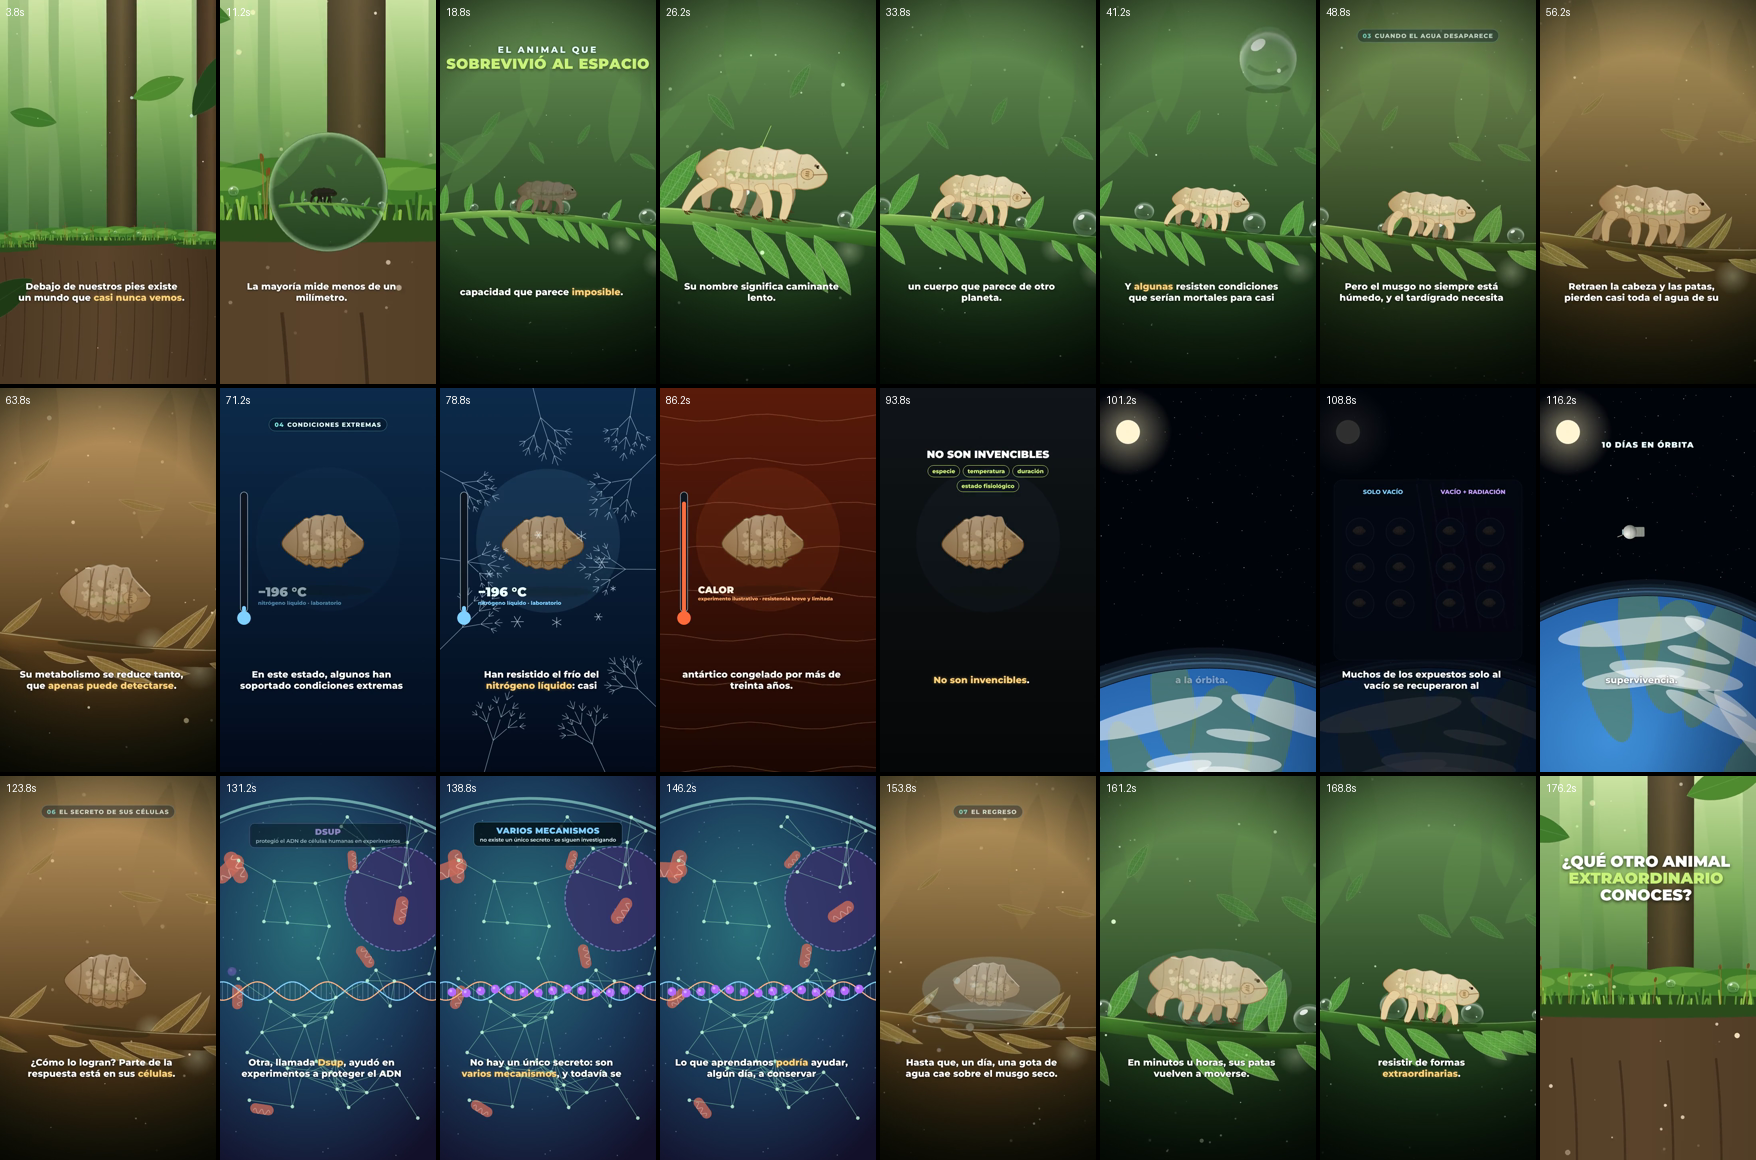 3.8s
Debajo de nuestros pies existe
un mundo que casi nunca vemos.
11.2s
La mayoría mide menos de un
milímetro.
18.8s
EL ANIMAL QUE
SOBREVIVIÓ AL ESPACIO
capacidad que parece imposible.
26.2s
Su nombre significa caminante
lento.
33.8s
un cuerpo que parece de otro
planeta.
41.2s
Y algunas resisten condiciones
que serían mortales para casi
48.8s
03 CUANDO EL AGUA DESAPARECE
Pero el musgo no siempre está
húmedo, y el tardígrado necesita
56.2s
Retraen la cabeza y las patas,
pierden casi toda el agua de su
63.8s
Su metabolismo se reduce tanto,
que apenas puede detectarse.
71.2s
04 CONDICIONES EXTREMAS
−196 °C
nitrógeno líquido · laboratorio
En este estado, algunos han
soportado condiciones extremas
78.8s
−196 °C
nitrógeno líquido · laboratorio
Han resistido el frío del
nitrógeno líquido: casi
86.2s
CALOR
experimento ilustrativo · resistencia breve y limitada
antártico congelado por más de
treinta años.
93.8s
NO SON INVENCIBLES
especie temperatura duración
estado fisiológico
No son invencibles.
101.2s
a la órbita.
108.8s
SOLO VACÍO VACÍO + RADIACIÓN
Muchos de los expuestos solo al
vacío se recuperaron al
116.2s
10 DÍAS EN ÓRBITA
supervivencia.
123.8s
06 EL SECRETO DE SUS CÉLULAS
¿Cómo lo logran? Parte de la
respuesta está en sus células.
131.2s
DSUP
protegió el ADN de células humanas en experimentos
Otra, llamada Dsup, ayudó en
experimentos a proteger el ADN
138.8s
VARIOS MECANISMOS
no existe un único secreto · se siguen investigando
No hay un único secreto: son
varios mecanismos, y todavía se
146.2s
Lo que aprendamos podría ayudar,
algún día, a conservar
153.8s
07 EL REGRESO
Hasta que, un día, una gota de
agua cae sobre el musgo seco.
161.2s
En minutos u horas, sus patas
vuelven a moverse.
168.8s
resistir de formas
extraordinarias.
176.2s
¿QUÉ OTRO ANIMAL
EXTRAORDINARIO
CONOCES?